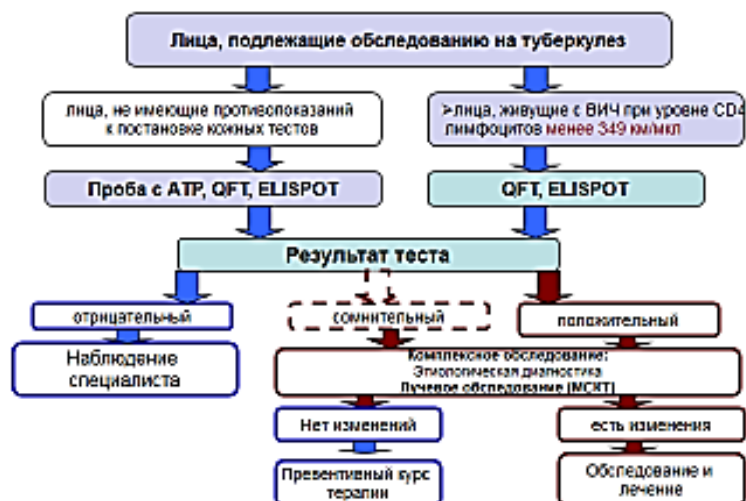 Лица, подлежащие обследованию на туберкулез
лица, не имеющие противопоказаний
к постановке кожных тестов
➢лица, живущие с ВИЧ при уровне CD4
лимфоцитов менее 349 км/мкл
Проба с АТР, QFT, ELISPOT
QFT, ELISPOT
Результат теста
отрицательный
сомнительный
положительный
Наблюдение
специалиста
Комплексное обследование:
Этиологическая диагностика
Лучевое обследование (МСКТ)
Нет изменений
есть изменения
Превентивный курс
терапии
Обследование и
лечение